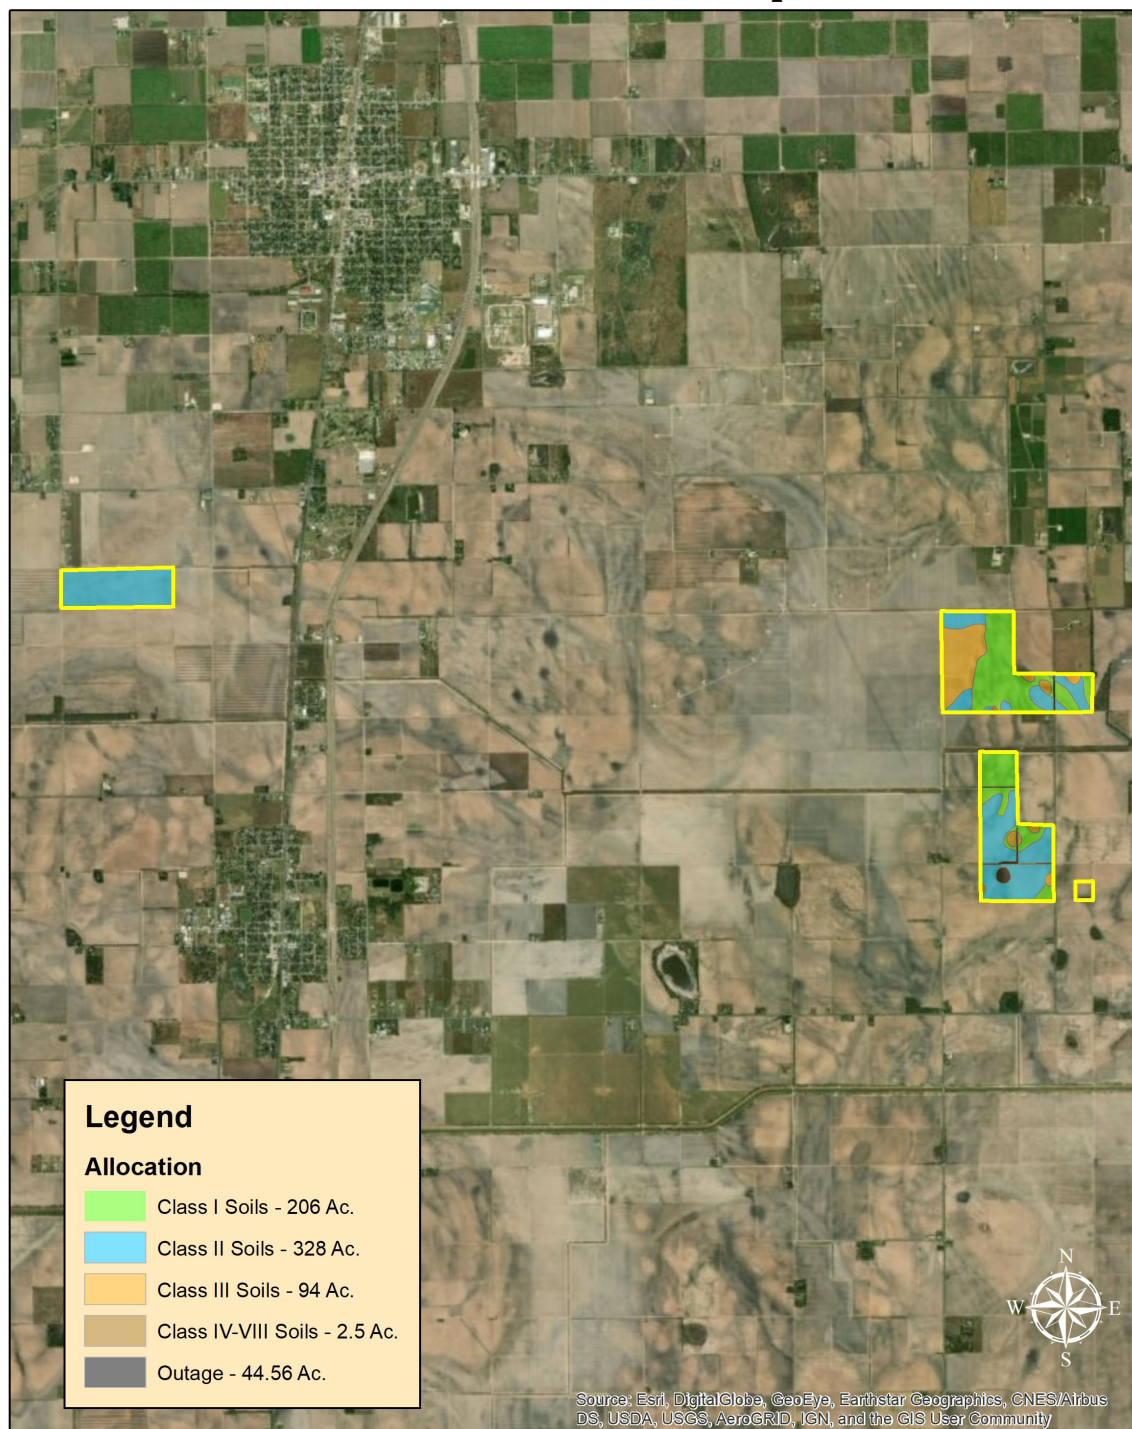 Legend
Allocation
Class I Soils - 206 Ac.
Class II Soils - 328 Ac.
Class III Soils - 94 Ac.
Class IV-VIII Soils - 2.5 Ac.
Outage - 44.56 Ac.
N
W E
S
Source: Esri, DigitalGlobe, GeoEye, Earthstar Geographics, CNES/Airbus
DS, USDA, USGS, AeroGRID, IGN, and the GIS User Community